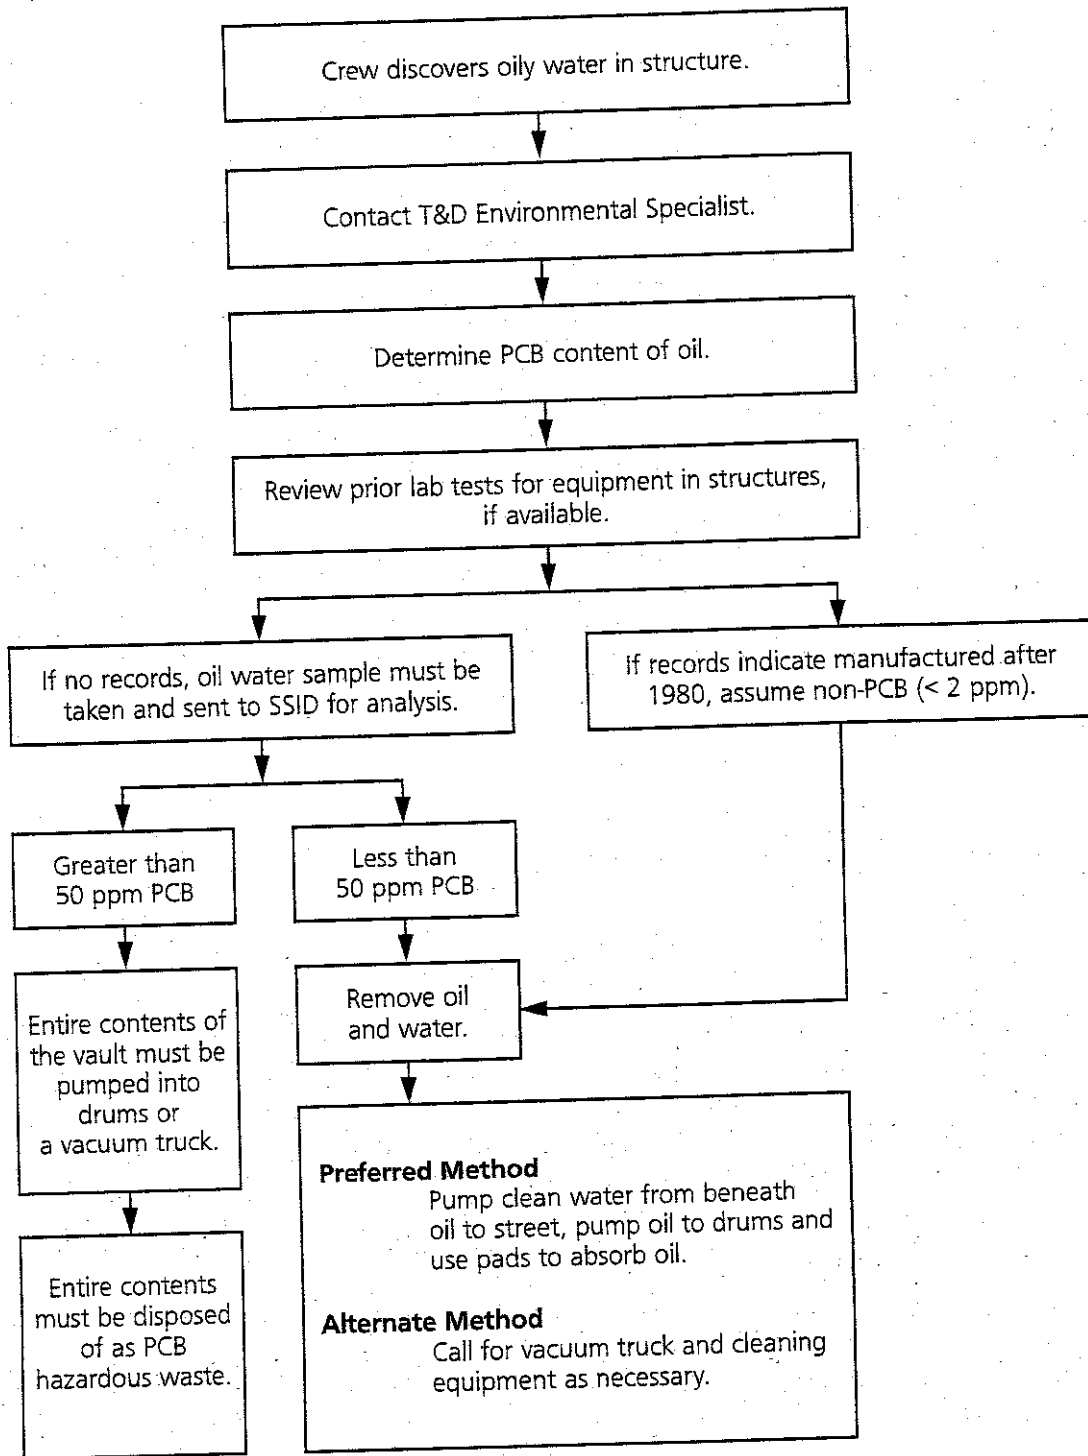 Crew discovers oily water in structure.
Contact T&D Environmental Specialist.
Determine PCB content of oil.
Review prior lab tests for equipment in structures,
if available.
If no records, oil water sample must be
taken and sent to SSID for analysis.
If records indicate manufactured after
1980, assume non-PCB (< 2 ppm).
Greater than
50 ppm PCB
Less than
50 ppm PCB
Entire contents of
the vault must be
pumped into
drums or
a vacuum truck.
Remove oil
and water.
Entire contents
must be disposed
of as PCB
hazardous waste.
Preferred Method
Pump clean water from beneath
oil to street, pump oil to drums and
use pads to absorb oil.
Alternate Method
Call for vacuum truck and cleaning
equipment as necessary.